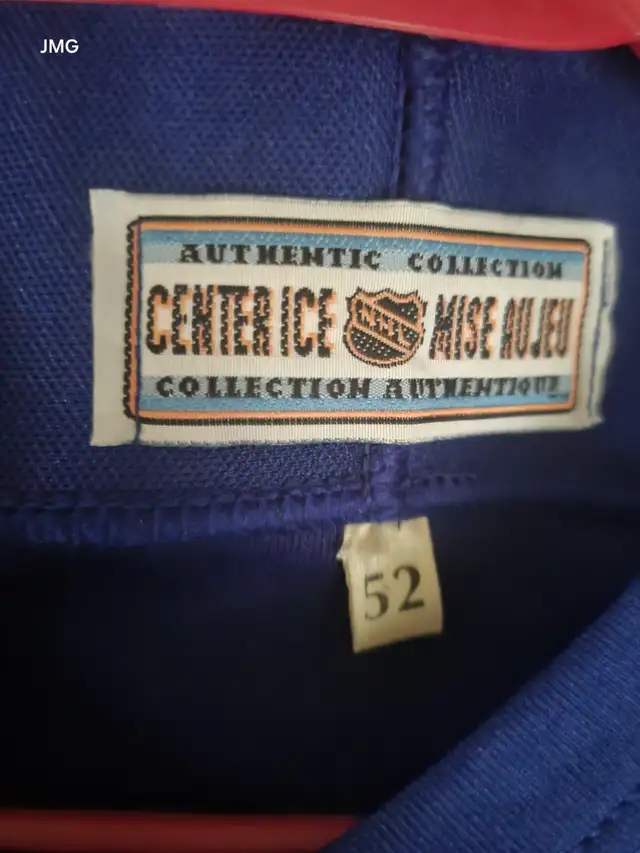 JMG
AUTHENTIC COLLECTION
CENTER ICE NHL MISE AU JEU
COLLECTION AUTHENTIQUE
52